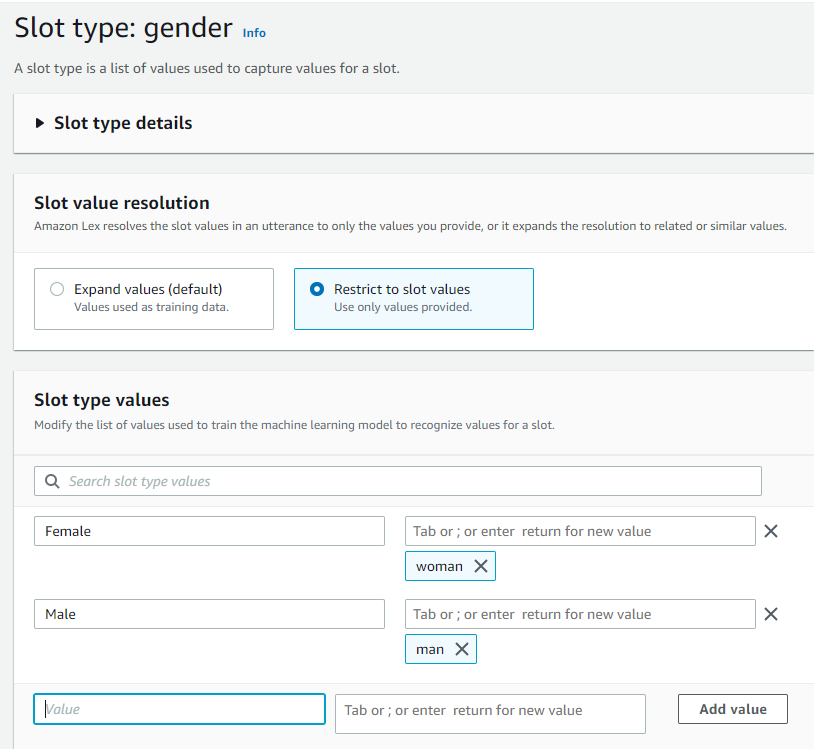 Slot type: gender Info
A slot type is a list of values used to capture values for a slot.
Slot type details
Slot value resolution
Amazon Lex resolves the slot values in an utterance to only the values you provide, or it expands the resolution to related or similar values.
Expand values (default)
Values used as training data.
Restrict to slot values
Use only values provided.
Slot type values
Modify the list of values used to train the machine learning model to recognize values for a slot.
Search slot type values
Female
Tab or ; or enter return for new value
woman
Male
Tab or ; or enter return for new value
man
Value
Tab or ; or enter return for new value
Add value